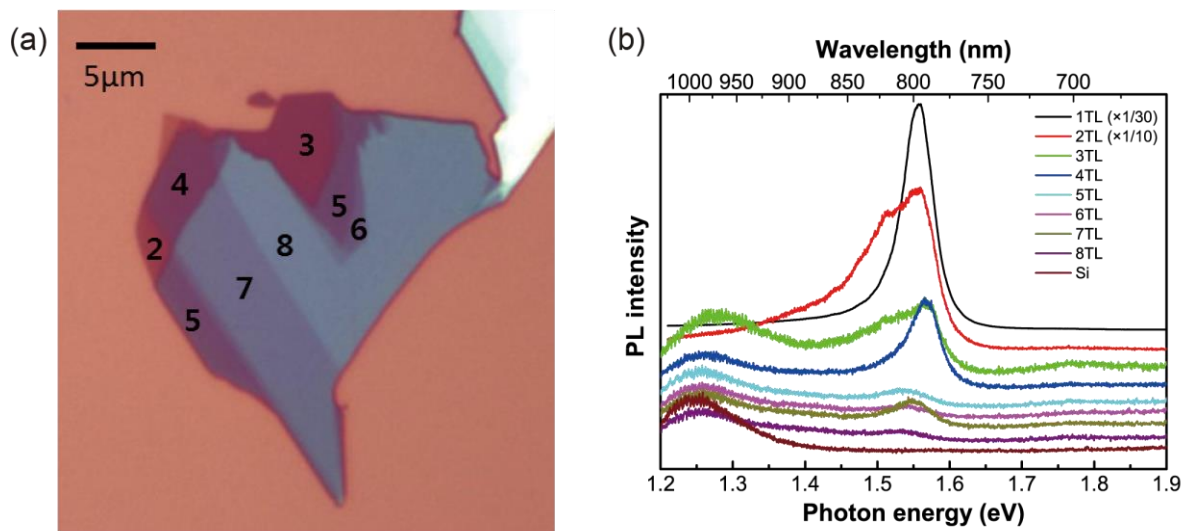 (a)
5μm
3
4
5
6
2
8
7
5
(b)
Wavelength (nm)
1000 950 900 850 800 750 700
PL intensity
1TL (×1/30)
2TL (×1/10)
3TL
4TL
5TL
6TL
7TL
8TL
Si
1.2 1.3 1.4 1.5 1.6 1.7 1.8 1.9
Photon energy (eV)